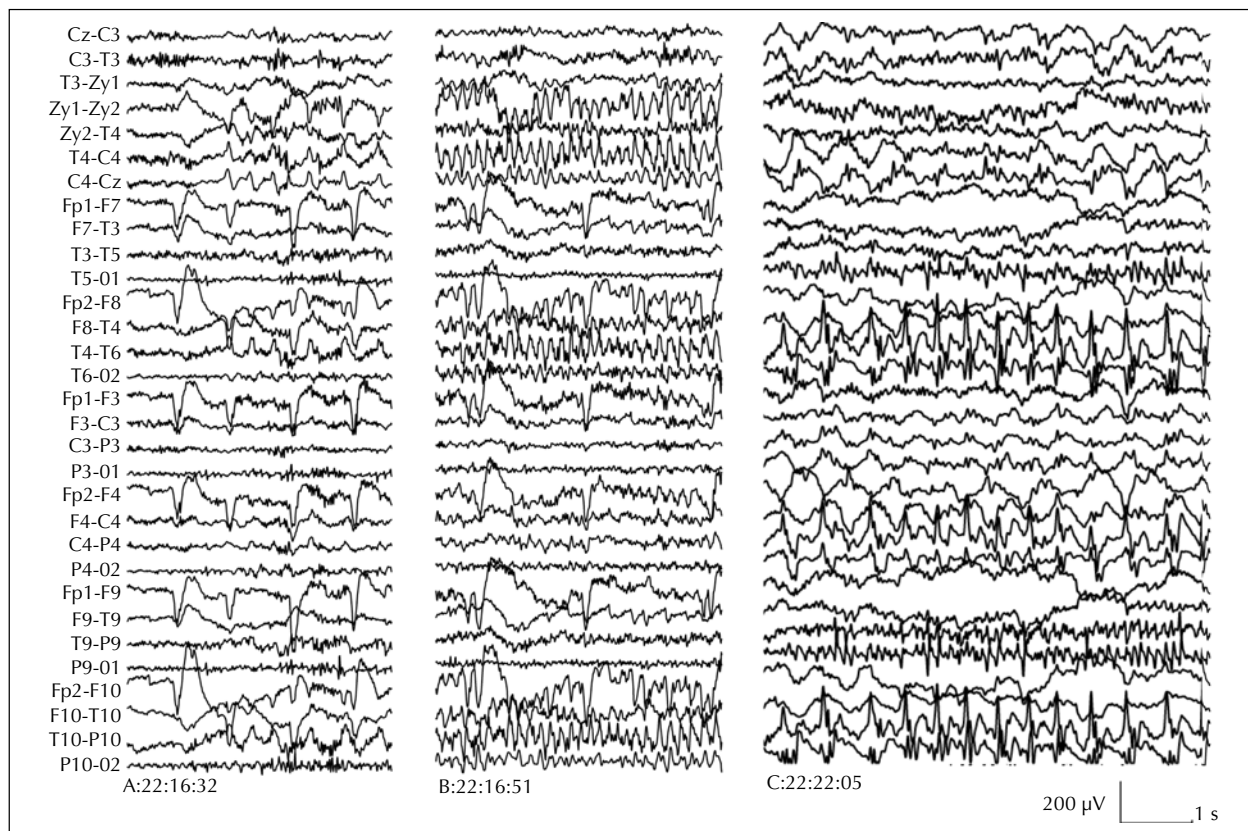 Cz-C3
C3-T3
T3-Zy1
Zy1-Zy2
Zy2-T4
T4-C4
C4-Cz
Fp1-F7
F7-T3
T3-T5
T5-01
Fp2-F8
F8-T4
T4-T6
T6-02
Fp1-F3
F3-C3
C3-P3
P3-01
Fp2-F4
F4-C4
C4-P4
P4-02
Fp1-F9
F9-T9
T9-P9
P9-01
Fp2-F10
F10-T10
T10-P10
P10-02
A:22:16:32
B:22:16:51
C:22:22:05
200 µV
1 s